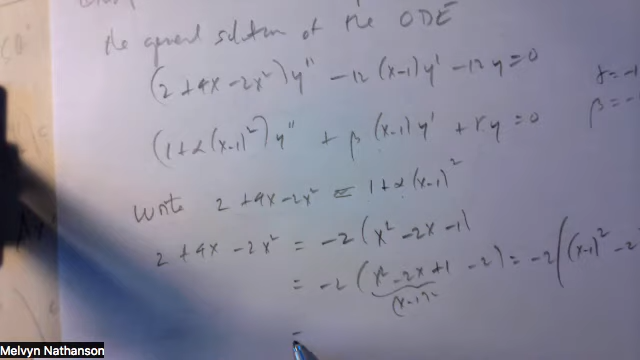 the general solution of the ODE
(2 + 4x - 2x²)y'' - 12 (x-1)y' - 12 y = 0
(1 + α(x-1)²)y'' + β (x-1)y' + γ y = 0
γ = -1
β = -
Write 2 + 4x - 2x² = 1 + α(x-1)²
2 + 4x - 2x² = -2(x² - 2x - 1)
= -2(x² - 2x + 1 - 2) = -2((x-1)² - 2
(x-1)²
=
Melvyn Nathanson